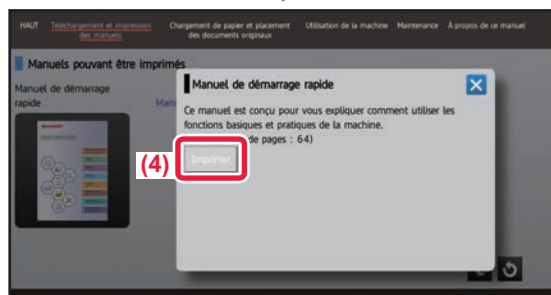 HAUT
Téléchargement et impression
des manuels
Chargement de papier et placement
des documents originaux
Utilisation de la machine
Maintenance
À propos de ce manuel
Manuels pouvant être imprimés
Manuel de démarrage
rapide
Manuel de démarrage rapide
Ce manuel est conçu pour vous expliquer comment utiliser les
fonctions basiques et pratiques de la machine.
de pages : 64)
(4)
Imprimer